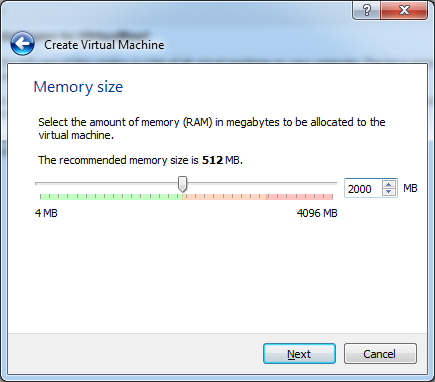 ?
Create Virtual Machine
Memory size
Select the amount of memory (RAM) in megabytes to be allocated to the
virtual machine.
The recommended memory size is 512 MB.
2000 MB
4 MB 4096 MB
Next Cancel